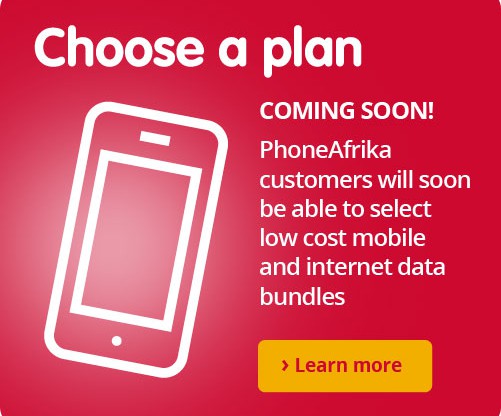 Choose a plan
COMING SOON!
PhoneAfrika
customers will soon
be able to select
low cost mobile
and internet data
bundles
› Learn more